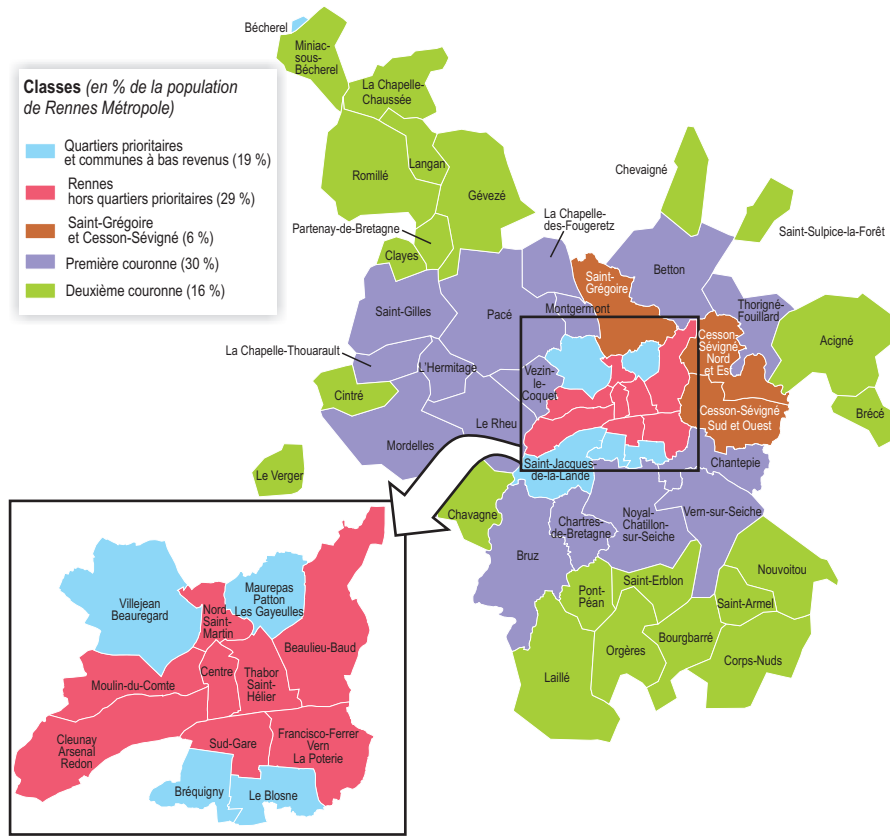 Bécherel
Miniac-
sous-
Bécherel
La Chapelle-
Chaussée
Classes (en % de la population
de Rennes Métropole)
Quartiers prioritaires
et communes à bas revenus (19 %)
Rennes
hors quartiers prioritaires (29 %)
Saint-Grégoire
et Cesson-Sévigné (6 %)
Première couronne (30 %)
Deuxième couronne (16 %)
Romillé
Langan
Gévezé
Chevaigné
Partenay-de-Bretagne
Clayes
La Chapelle-
des-Fougeretz
Saint-Sulpice-la-Forêt
Saint-
Grégoire
Betton
Saint-Gilles
Pacé
Montgermont
Thorigné-
Fouillard
Acigné
La Chapelle-Thouarault
L'Hermitage
Vezin-
le-
Coquet
Cesson-
Sévigné
Nord
et Est
Cintré
Brécé
Mordelles
Le Rheu
Cesson-Sévigné
Sud et Ouest
Le Verger
Saint-Jacques-
de-la-Lande
Chantepie
Chavagne
Bruz
Chartres-
de-Bretagne
Noyal-
Chatillon-
sur-Seiche
Vern-sur-Seiche
Nouvoitou
Pont-
Péan
Saint-Erblon
Saint-Armel
Laillé
Orgères
Bourgbarré
Corps-Nuds
Villejean
Beauregard
Maurepas
Patton
Les Gayeulles
Nord
Saint-
Martin
Beaulieu-Baud
Moulin-du-Comte
Centre
Thabor
Saint-
Hélier
Cleunay
Arsenal
Redon
Sud-Gare
Francisco-Ferrer
Vern
La Poterie
Bréquigny
Le Blosne